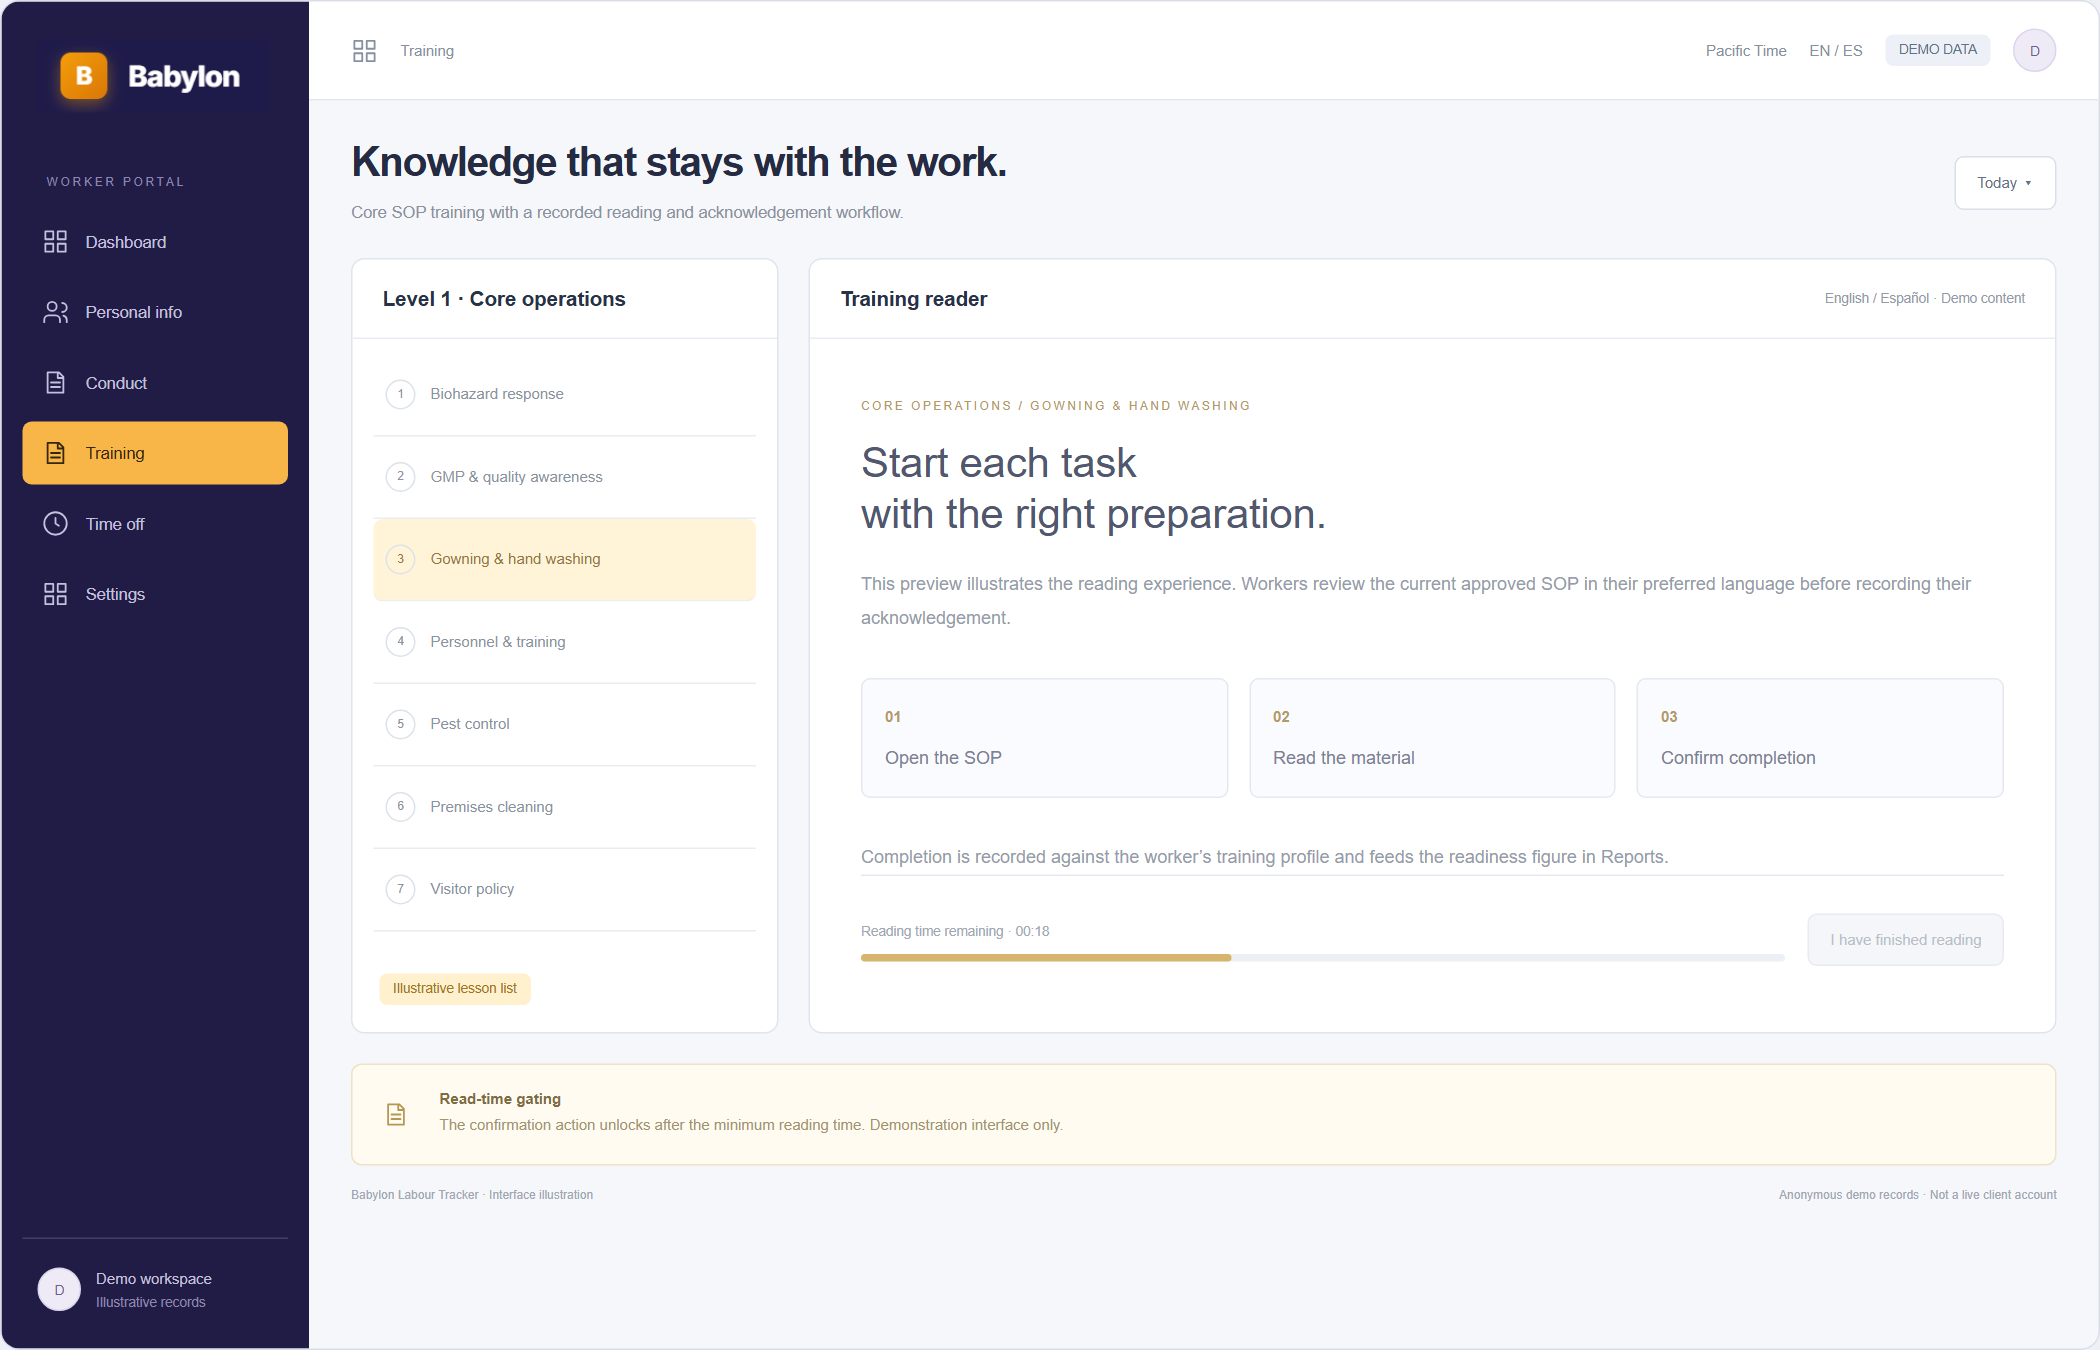 B Babylon
WORKER PORTAL
Dashboard
Personal info
Conduct
Training
Time off
Settings
D
Demo workspace
Illustrative records
Training
Pacific Time
EN / ES
DEMO DATA
D
Knowledge that stays with the work.
Core SOP training with a recorded reading and acknowledgement workflow.
Today ▾
Level 1 · Core operations
1 Biohazard response
2 GMP & quality awareness
3 Gowning & hand washing
4 Personnel & training
5 Pest control
6 Premises cleaning
7 Visitor policy
Illustrative lesson list
Training reader
English / Español · Demo content
CORE OPERATIONS / GOWNING & HAND WASHING
Start each task
with the right preparation.
This preview illustrates the reading experience. Workers review the current approved SOP in their preferred language before recording their
acknowledgement.
01
Open the SOP
02
Read the material
03
Confirm completion
Completion is recorded against the worker’s training profile and feeds the readiness figure in Reports.
Reading time remaining · 00:18
I have finished reading
Read-time gating
The confirmation action unlocks after the minimum reading time. Demonstration interface only.
Babylon Labour Tracker · Interface illustration
Anonymous demo records · Not a live client account